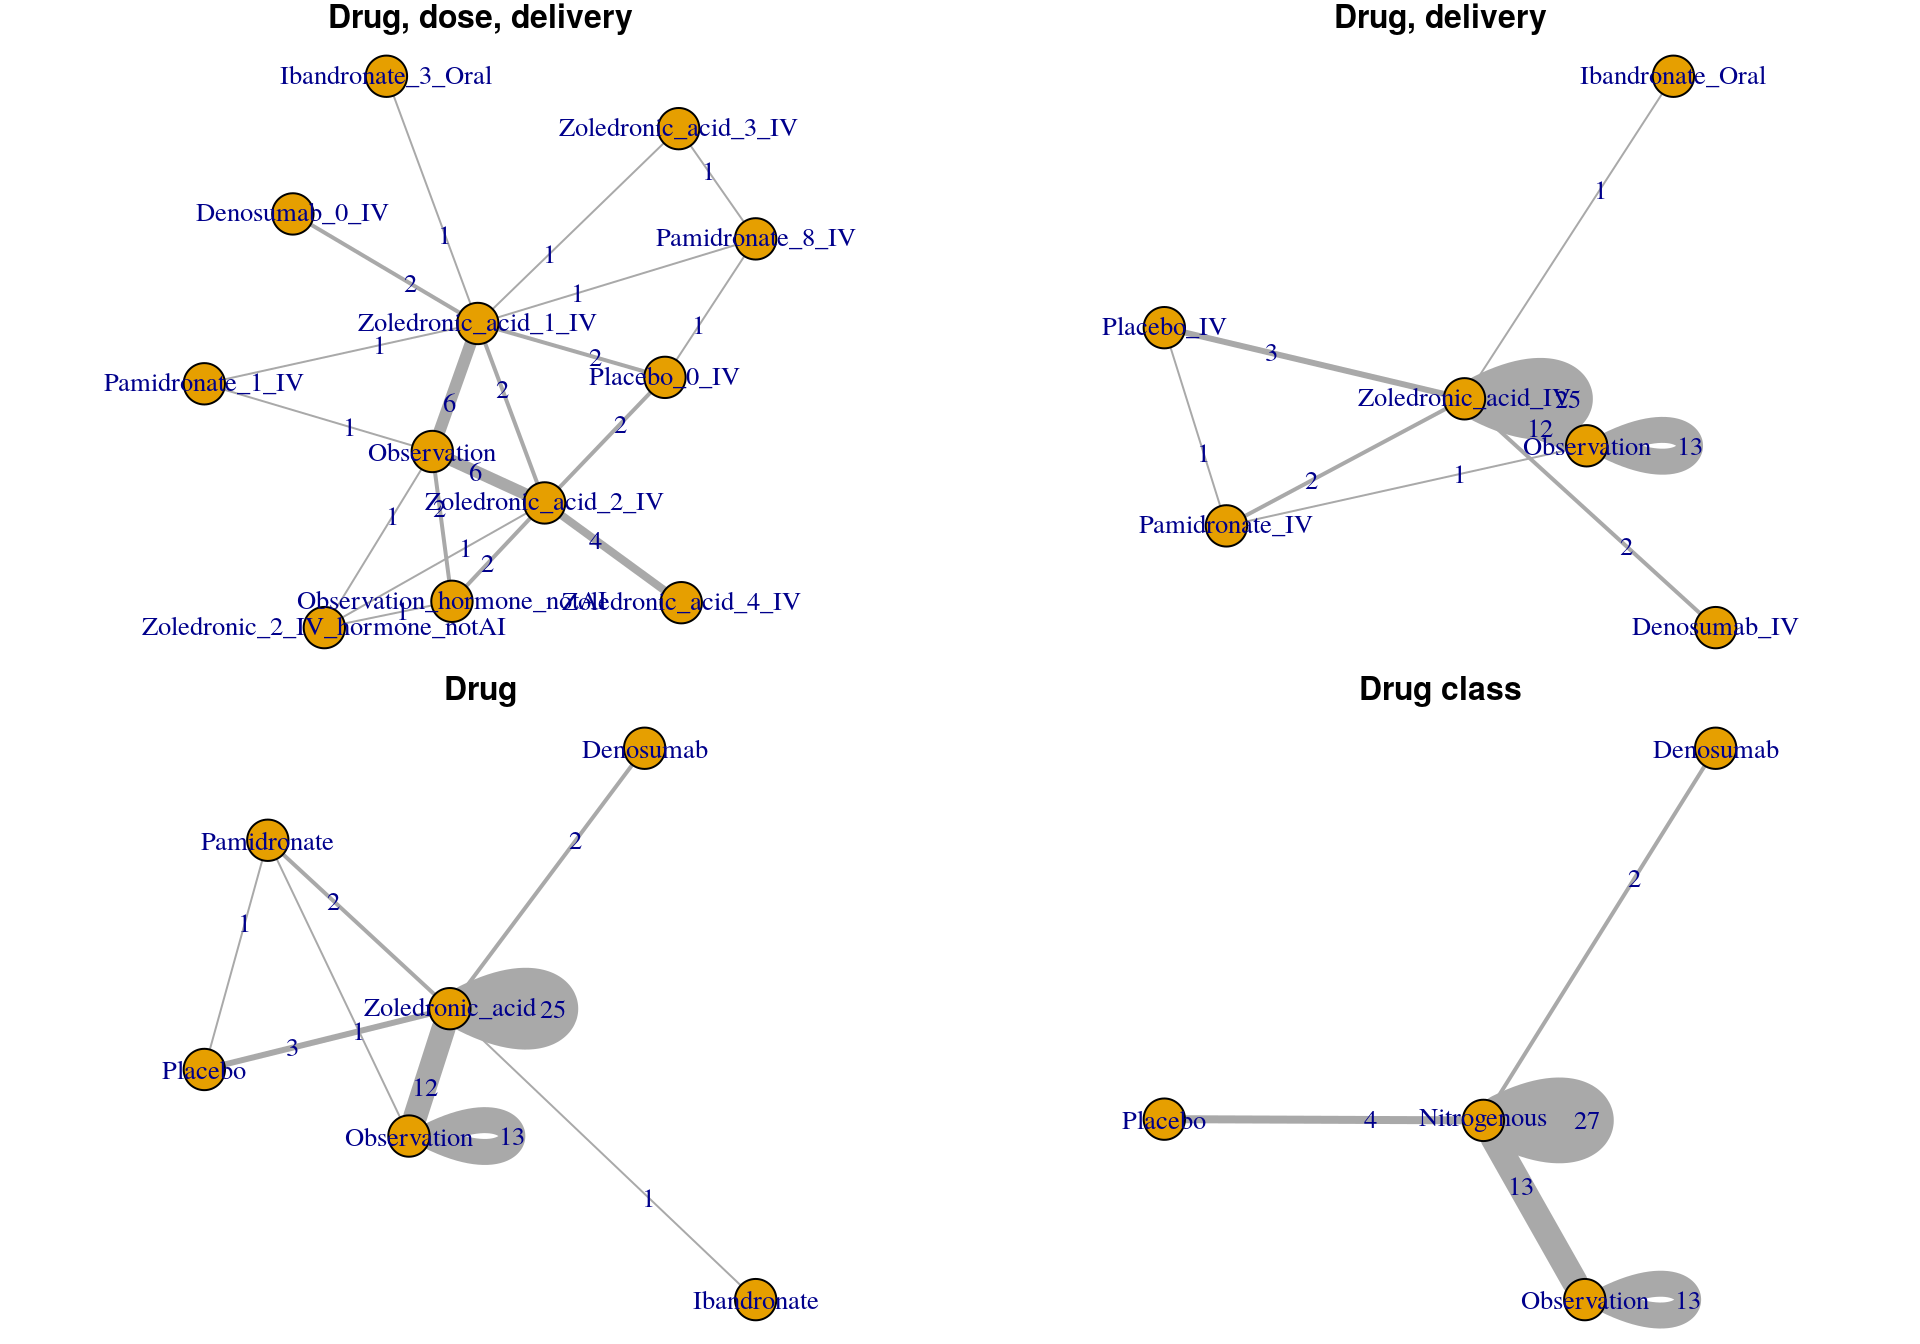 Drug, dose, delivery
Ibandronate_3_Oral
Zoledronic_acid_3_IV
1
Denosumab_0_IV
Pamidronate_8_IV
1
1
2
1
Zoledronic_acid_1_IV
1
1
2
Placebo_0_IV
Pamidronate_1_IV
2
6
2
1
Observation
6
Zoledronic_acid_2_IV
2
1
4
1
2
Observation_hormone_notAI
Zoledronic_acid_4_IV
1
Zoledronic_2_IV_hormone_notAI
Drug, delivery
Ibandronate_Oral
1
Placebo_IV
3
Zoledronic_acid_IV
25
12
Observation
13
1
1
2
Pamidronate_IV
2
Denosumab_IV
Drug
Denosumab
Pamidronate
2
2
1
Zoledronic_acid
25
1
3
Placebo
12
Observation
13
1
Ibandronate
Drug class
Denosumab
2
Placebo
4
Nitrogenous
27
13
Observation
13